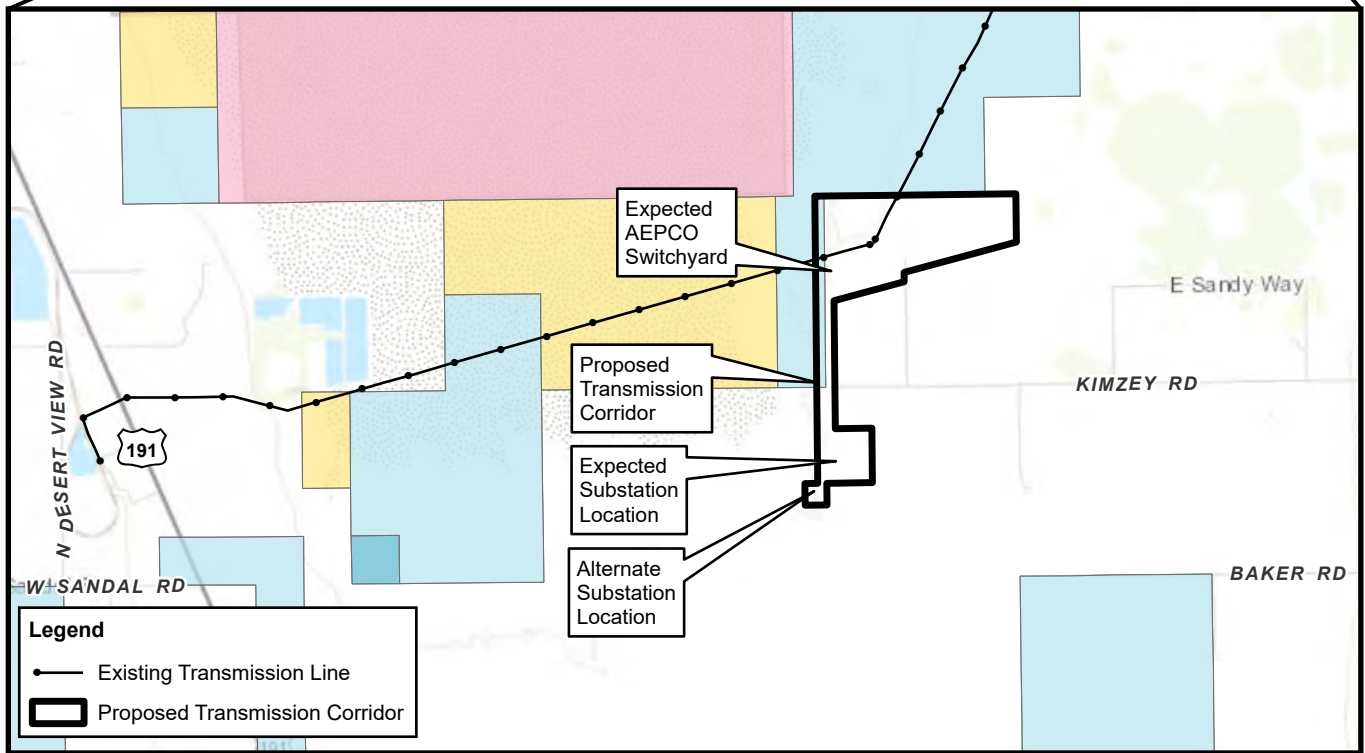 Expected
AEPCO
Switchyard
E Sandy Way
Proposed
Transmission
Corridor
KIMZEY RD
N DESERT VIEW RD
191
Expected
Substation
Location
Alternate
Substation
Location
BAKER RD
W SANDAL RD
Legend
Existing Transmission Line
Proposed Transmission Corridor
191